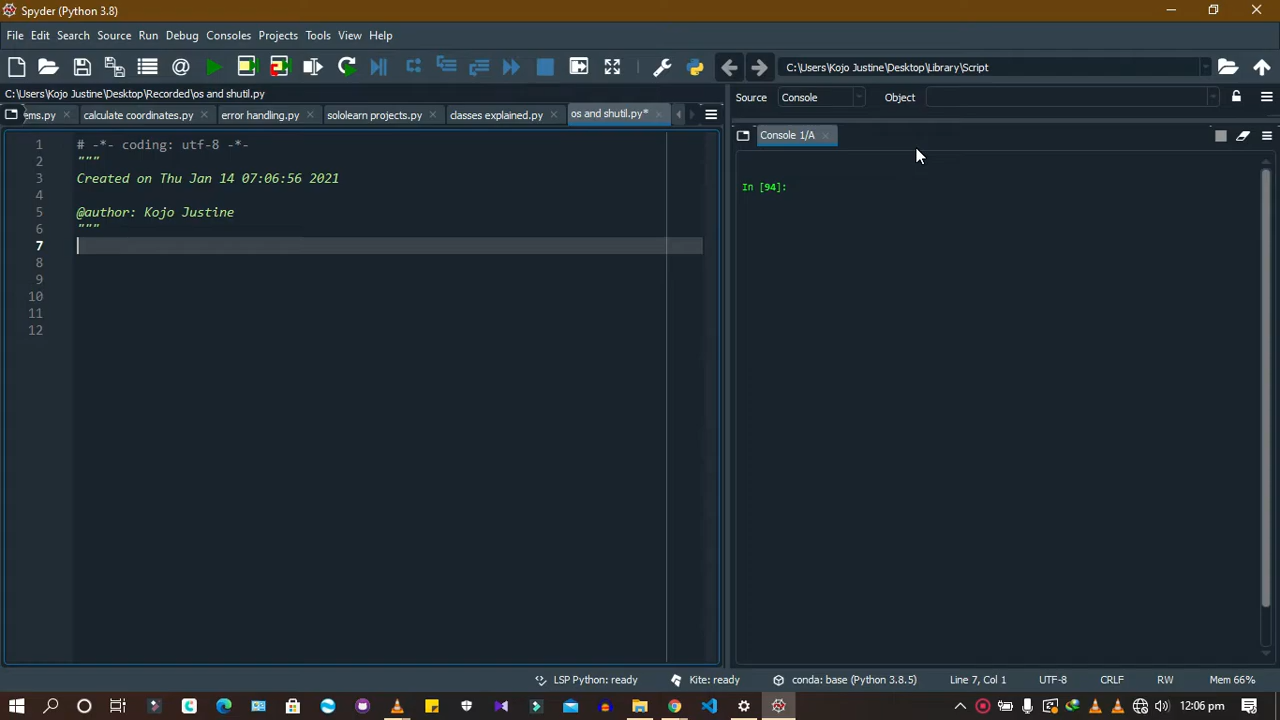 Spyder (Python 3.8)
File Edit Search Source Run Debug Consoles Projects Tools View Help
C:\Users\Kojo Justine\Desktop\Library\Script
C:\Users\Kojo Justine\Desktop\Recorded\os and shutil.py
Source Console Object
ems.py calculate coordinates.py error handling.py sololearn projects.py classes explained.py os and shutil.py*
Console 1/A
1 # -*- coding: utf-8 -*-
2 """
3 Created on Thu Jan 14 07:06:56 2021
4
5 @author: Kojo Justine
6 """
7
8
9
10
11
12
In [94]:
LSP Python: ready Kite: ready conda: base (Python 3.8.5) Line 7, Col 1 UTF-8 CRLF RW Mem 66%
12:06 pm